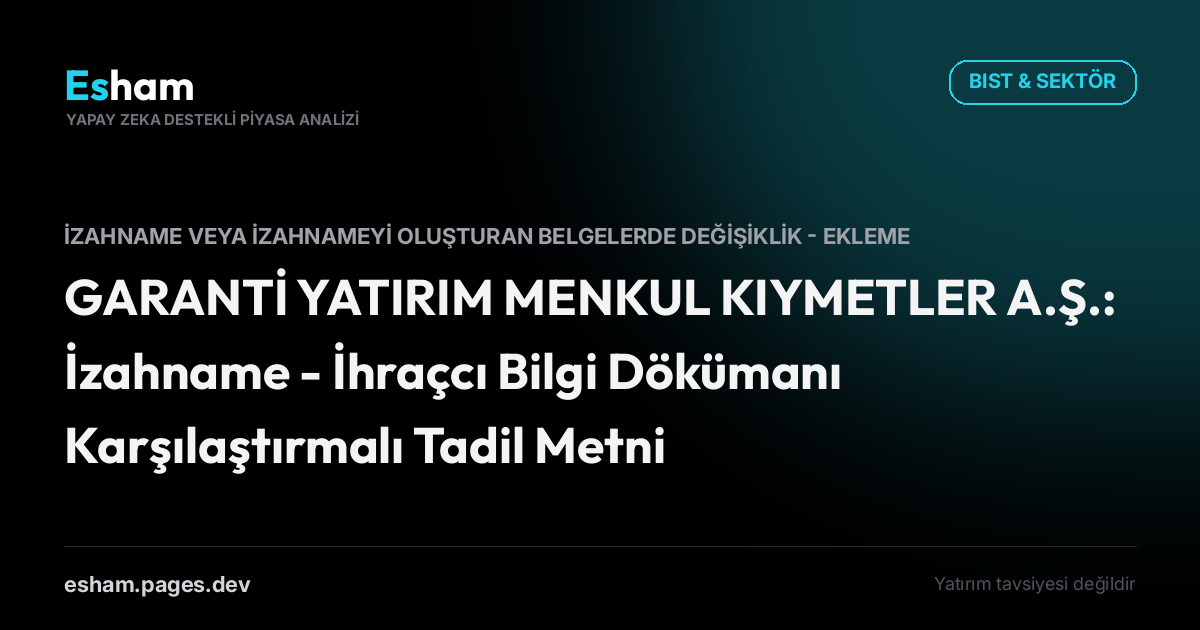 Esham
YAPAY ZEKA DESTEKLİ PİYASA ANALİZİ
BIST & SEKTÖR
İZAHNAME VEYA İZAHNAMEYİ OLUŞTURAN BELGELERDE DEĞİŞİKLİK - EKLEME
GARANTİ YATIRIM MENKUL KIYMETLER A.Ş.:
İzahname - İhraçcı Bilgi Dökümanı
Karşılaştırmalı Tadil Metni
esham.pages.dev
Yatırım tavsiyesi değildir